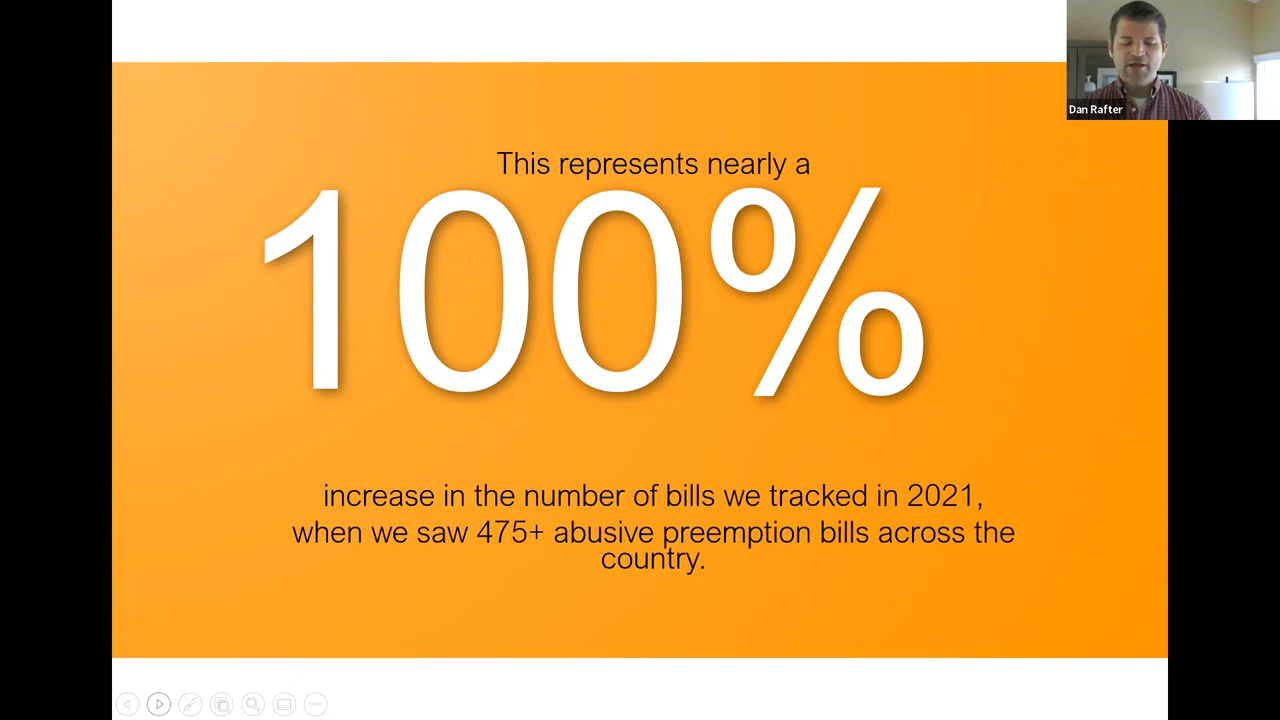 Dan Rafter
This represents nearly a
100%
increase in the number of bills we tracked in 2021,
when we saw 475+ abusive preemption bills across the
country.